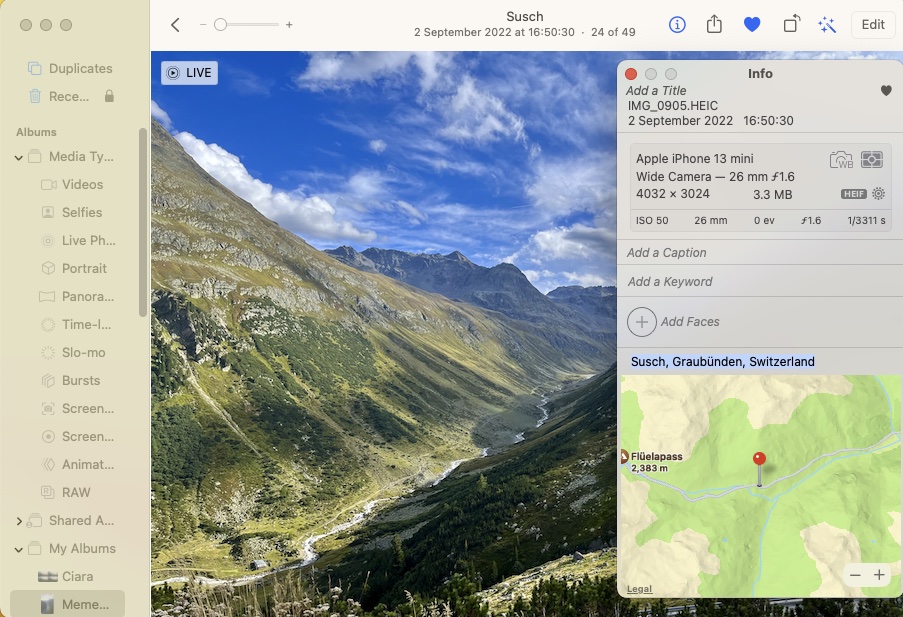 Susch
2 September 2022 at 16:50:30 · 24 of 49
Edit
Duplicates
Rece...
Albums
Media Ty...
Videos
Selfies
Live Ph...
Portrait
Panora...
Time-l...
Slo-mo
Bursts
Screen...
Screen...
Animat...
RAW
Shared A...
My Albums
Ciara
Meme...
LIVE
Info
Add a Title
IMG_0905.HEIC
2 September 2022 16:50:30
Apple iPhone 13 mini
WB
Wide Camera — 26 mm ƒ1.6
4032 × 3024 3.3 MB
HEIF
ISO 50 26 mm 0 ev ƒ1.6 1/3311 s
Add a Caption
Add a Keyword
Add Faces
Susch, Graubünden, Switzerland
Flüelapass
2,383 m
Legal